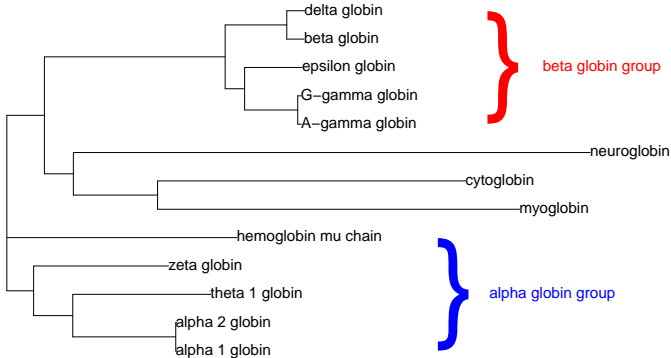 delta globin
beta globin
epsilon globin
beta globin group
G−gamma globin
A−gamma globin
neuroglobin
cytoglobin
myoglobin
hemoglobin mu chain
zeta globin
theta 1 globin
alpha globin group
alpha 2 globin
alpha 1 globin